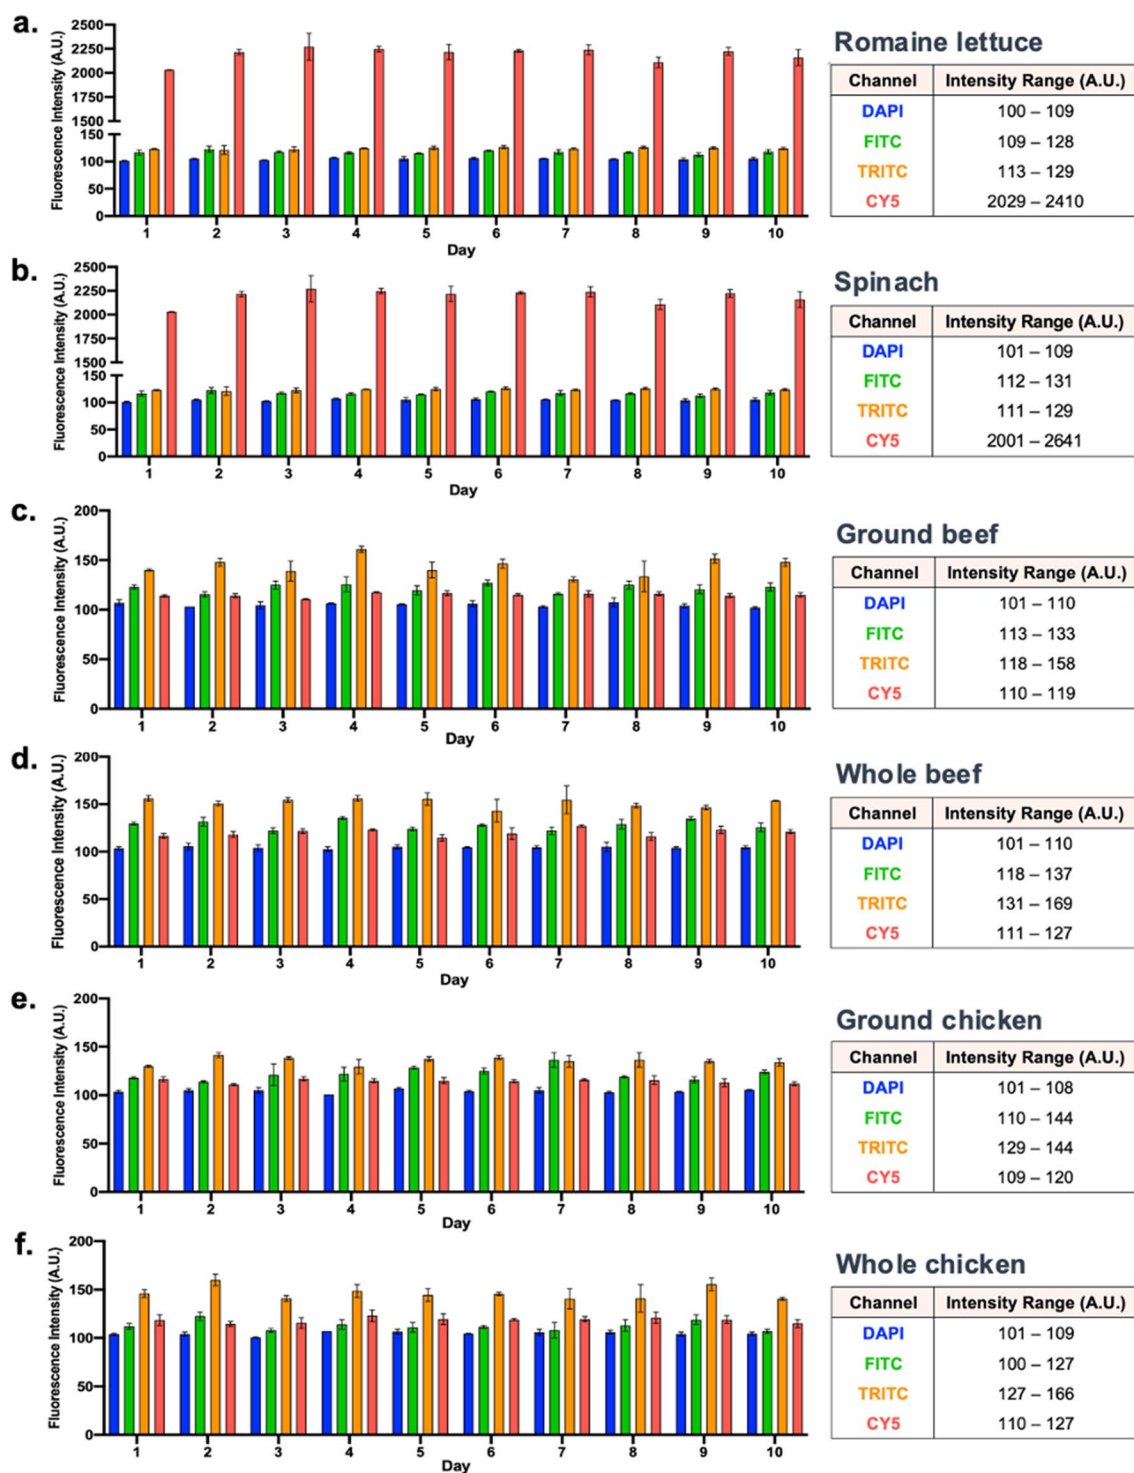 a.
Fluorescence Intensity (A.U.)
2500
2250
2000
1750
1500
150
100
50
0
1 2 3 4 5 6 7 8 9 10
Day
Romaine lettuce
Channel Intensity Range (A.U.)
DAPI 100 – 109
FITC 109 – 128
TRITC 113 – 129
CY5 2029 – 2410
b.
Fluorescence Intensity (A.U.)
2500
2250
2000
1750
1500
150
100
50
0
1 2 3 4 5 6 7 8 9 10
Day
Spinach
Channel Intensity Range (A.U.)
DAPI 101 – 109
FITC 112 – 131
TRITC 111 – 129
CY5 2001 – 2641
c.
Fluorescence Intensity (A.U.)
200
150
100
50
0
1 2 3 4 5 6 7 8 9 10
Day
Ground beef
Channel Intensity Range (A.U.)
DAPI 101 – 110
FITC 113 – 133
TRITC 118 – 158
CY5 110 – 119
d.
Fluorescence Intensity (A.U.)
200
150
100
50
0
1 2 3 4 5 6 7 8 9 10
Day
Whole beef
Channel Intensity Range (A.U.)
DAPI 101 – 110
FITC 118 – 137
TRITC 131 – 169
CY5 111 – 127
e.
Fluorescence Intensity (A.U.)
200
150
100
50
0
1 2 3 4 5 6 7 8 9 10
Day
Ground chicken
Channel Intensity Range (A.U.)
DAPI 101 – 108
FITC 110 – 144
TRITC 129 – 144
CY5 109 – 120
f.
Fluorescence Intensity (A.U.)
200
150
100
50
0
1 2 3 4 5 6 7 8 9 10
Day
Whole chicken
Channel Intensity Range (A.U.)
DAPI 101 – 109
FITC 100 – 127
TRITC 127 – 166
CY5 110 – 127